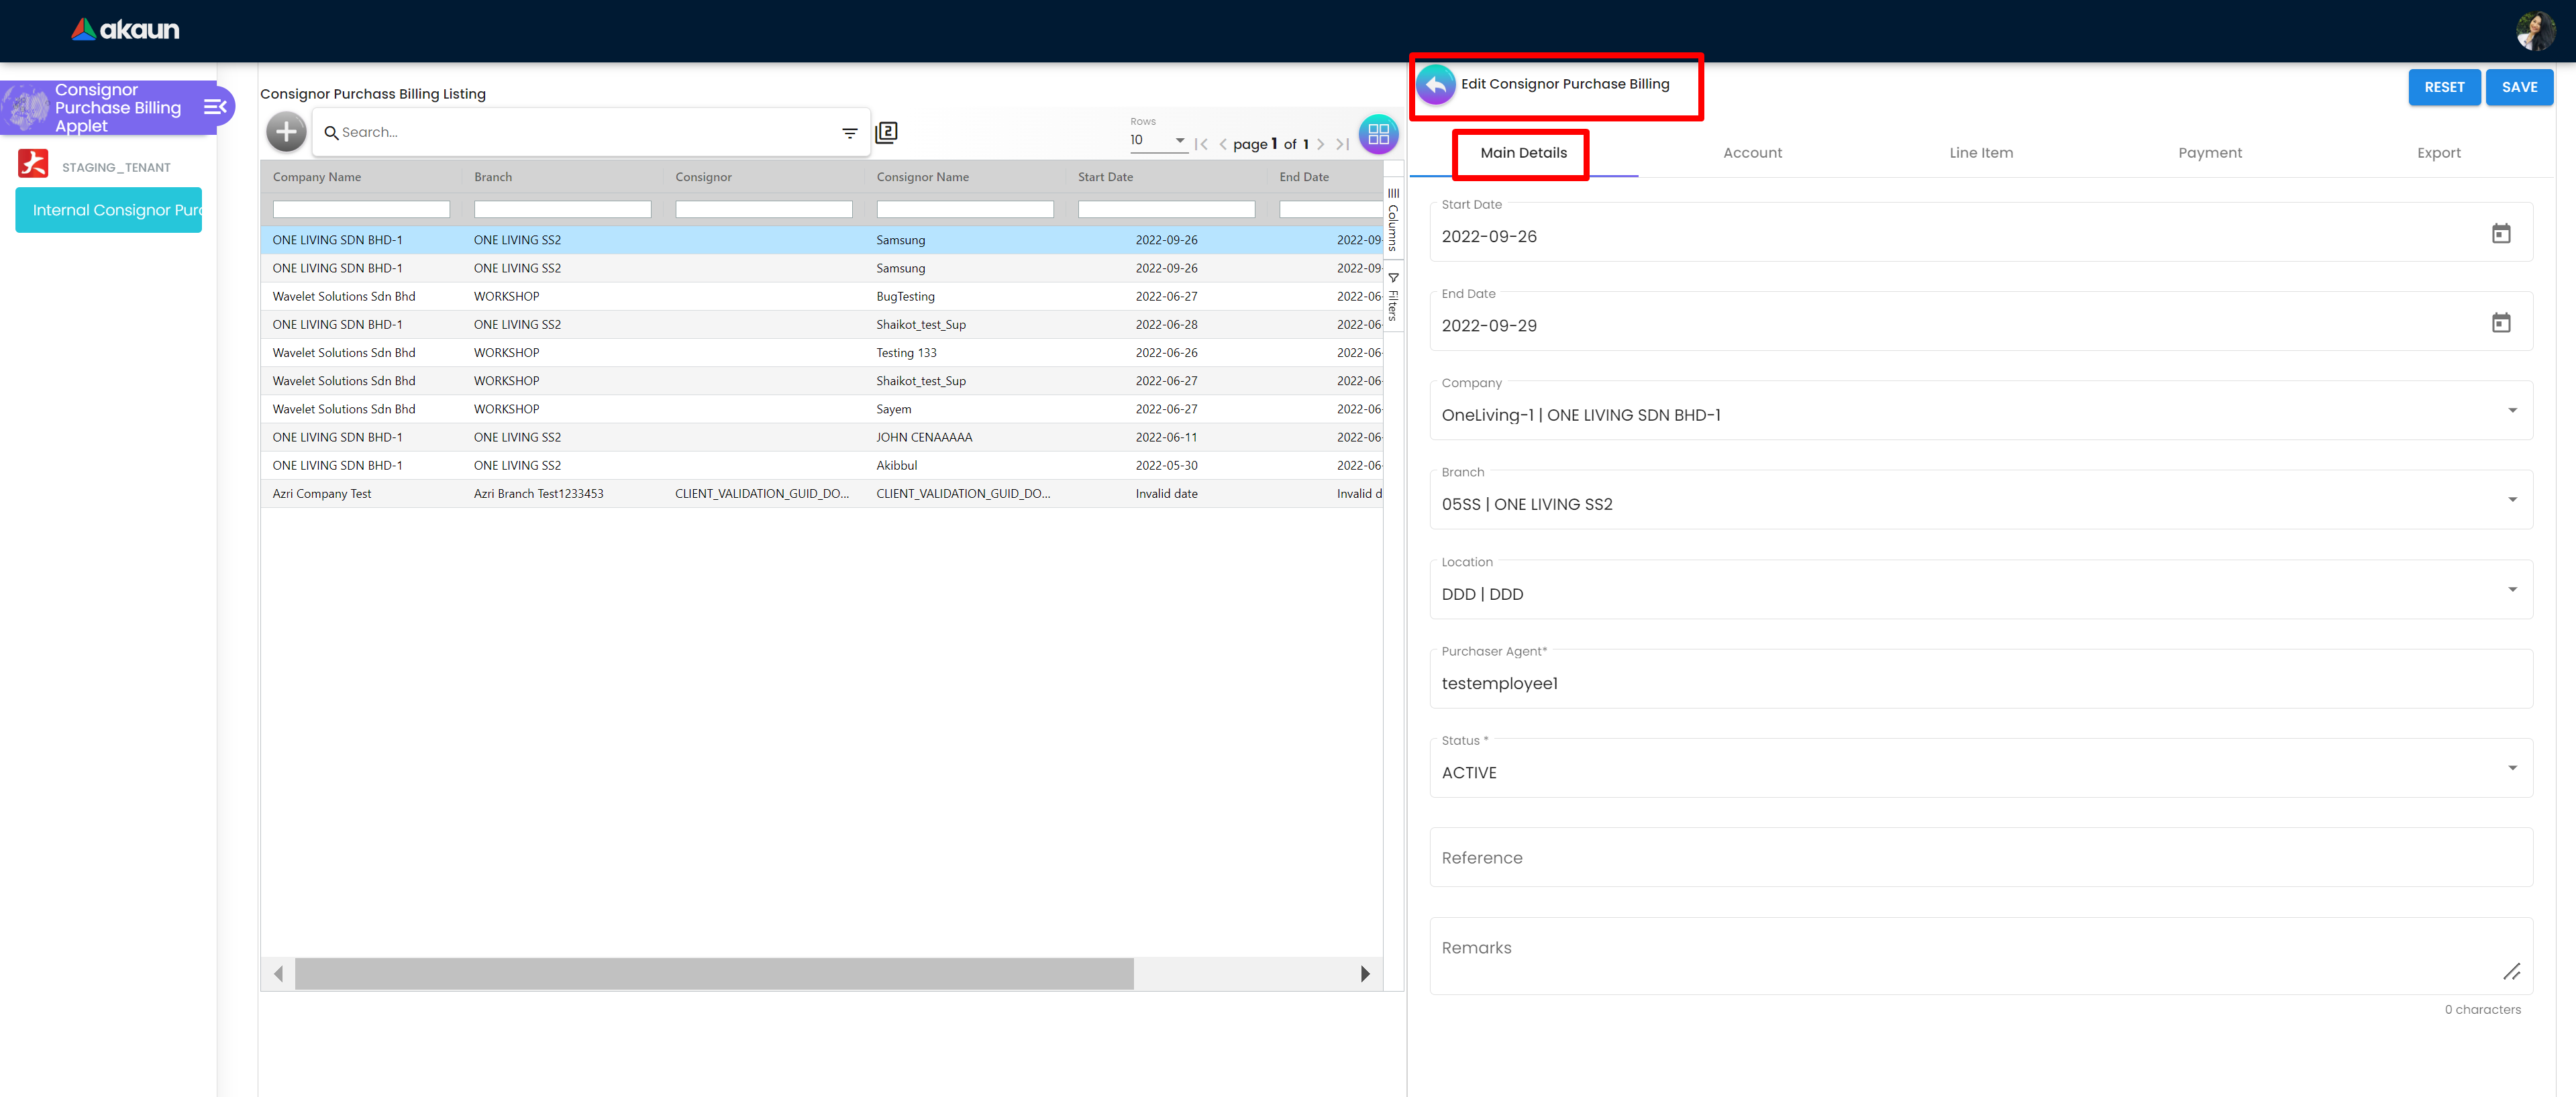 akaun
Consignor
Purchase Billing
Applet
STAGING_TENANT
Internal Consignor Purc
Consignor Purchass Billing Listing
Search...
2
Rows
10
page 1 of 1
Company Name Branch Consignor Consignor Name Start Date End Date
ONE LIVING SDN BHD-1 ONE LIVING SS2 Samsung 2022-09-26 2022-09-
ONE LIVING SDN BHD-1 ONE LIVING SS2 Samsung 2022-09-26 2022-09-
Wavelet Solutions Sdn Bhd WORKSHOP BugTesting 2022-06-27 2022-06-
ONE LIVING SDN BHD-1 ONE LIVING SS2 Shaikot_test_Sup 2022-06-28 2022-06-
Wavelet Solutions Sdn Bhd WORKSHOP Testing 133 2022-06-26 2022-06-
Wavelet Solutions Sdn Bhd WORKSHOP Shaikot_test_Sup 2022-06-27 2022-06-
Wavelet Solutions Sdn Bhd WORKSHOP Sayem 2022-06-27 2022-06-
ONE LIVING SDN BHD-1 ONE LIVING SS2 JOHN CENAAAAA 2022-06-11 2022-06-
ONE LIVING SDN BHD-1 ONE LIVING SS2 Akibbul 2022-05-30 2022-06-
Azri Company Test Azri Branch Test1233453 CLIENT_VALIDATION_GUID_DO... CLIENT_VALIDATION_GUID_DO... Invalid date Invalid d
Columns
Filters
Edit Consignor Purchase Billing
RESET SAVE
Main Details Account Line Item Payment Export
Start Date
2022-09-26
End Date
2022-09-29
Company
OneLiving-1 | ONE LIVING SDN BHD-1
Branch
05SS | ONE LIVING SS2
Location
DDD | DDD
Purchaser Agent*
testemployee1
Status *
ACTIVE
Reference
Remarks
0 characters